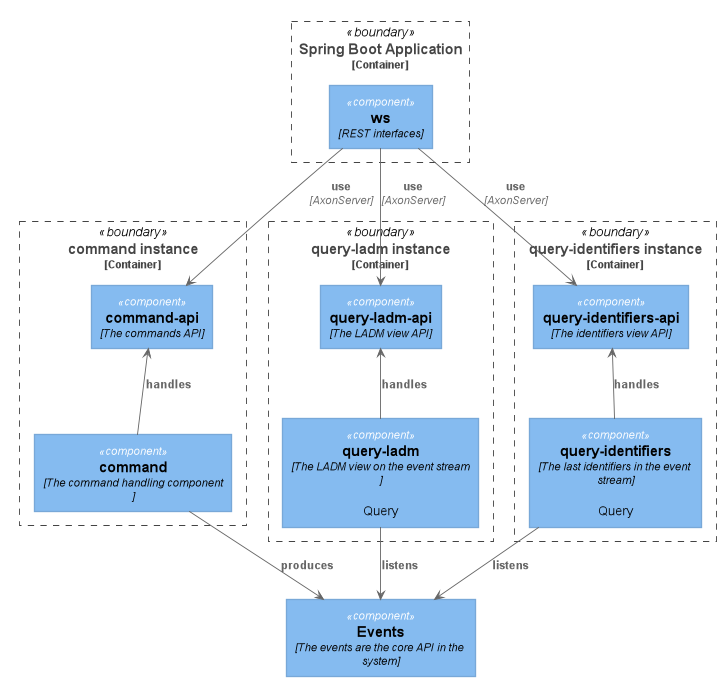 «boundary»
Spring Boot Application
[Container]
«component»
ws
[REST interfaces]
use
[AxonServer]
use
[AxonServer]
use
[AxonServer]
«boundary»
command instance
[Container]
«component»
command-api
[The commands API]
handles
«component»
command
[The command handling component
]
«boundary»
query-ladm instance
[Container]
«component»
query-ladm-api
[The LADM view API]
handles
«component»
query-ladm
[The LADM view on the event stream
]
Query
«boundary»
query-identifiers instance
[Container]
«component»
query-identifiers-api
[The identifiers view API]
handles
«component»
query-identifiers
[The last identifiers in the event
stream]
Query
produces
listens
listens
«component»
Events
[The events are the core API in the
system]